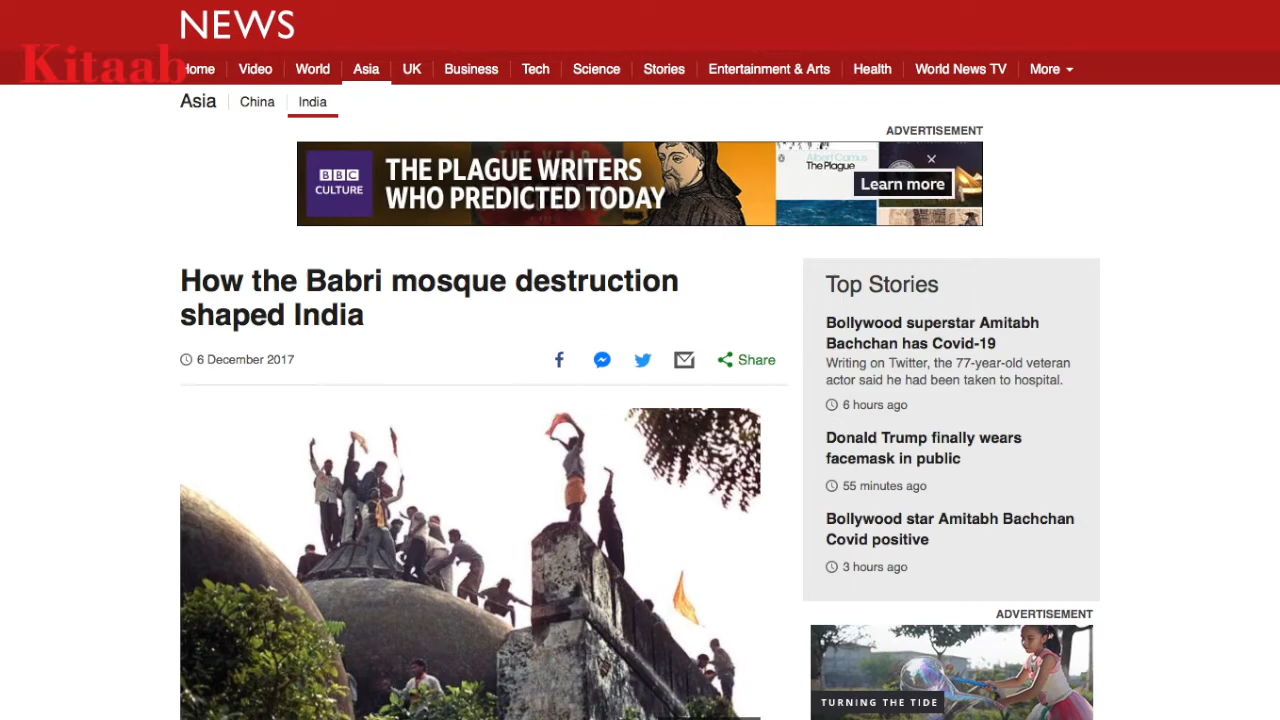 NEWS
Kitaab
Home Video World Asia UK Business Tech Science Stories Entertainment & Arts Health World News TV More
Asia China India
ADVERTISEMENT
BBC
CULTURE
THE PLAGUE WRITERS
WHO PREDICTED TODAY
Albert Camus
The Plague
Learn more
How the Babri mosque destruction
shaped India
6 December 2017
Share
Top Stories
Bollywood superstar Amitabh
Bachchan has Covid-19
Writing on Twitter, the 77-year-old veteran
actor said he had been taken to hospital.
6 hours ago
Donald Trump finally wears
facemask in public
55 minutes ago
Bollywood star Amitabh Bachchan
Covid positive
3 hours ago
ADVERTISEMENT
TURNING THE TIDE